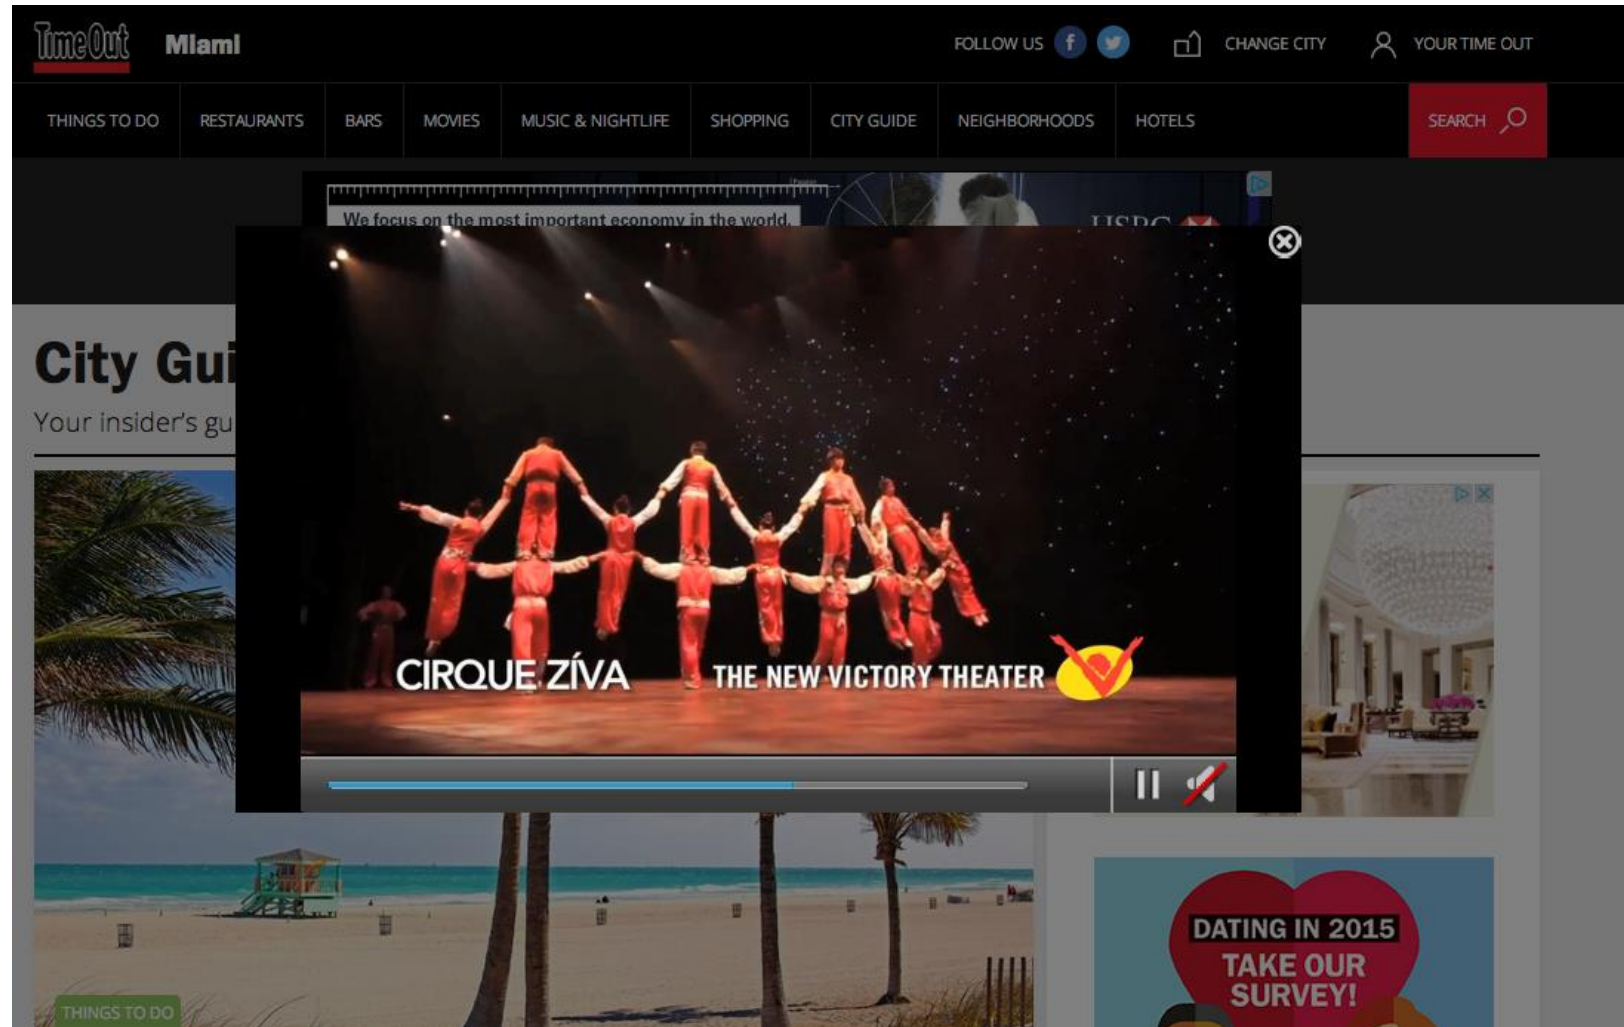 TimeOut
Miami
FOLLOW US
CHANGE CITY
YOUR TIME OUT
THINGS TO DO
RESTAURANTS
BARS
MOVIES
MUSIC & NIGHTLIFE
SHOPPING
CITY GUIDE
NEIGHBORHOODS
HOTELS
SEARCH
We focus on the most important economy in the world.
HSBC
City Gui
Your insider's gu
CIRQUE ZÍVA
THE NEW VICTORY THEATER
DATING IN 2015
TAKE OUR
SURVEY!
THINGS TO DO